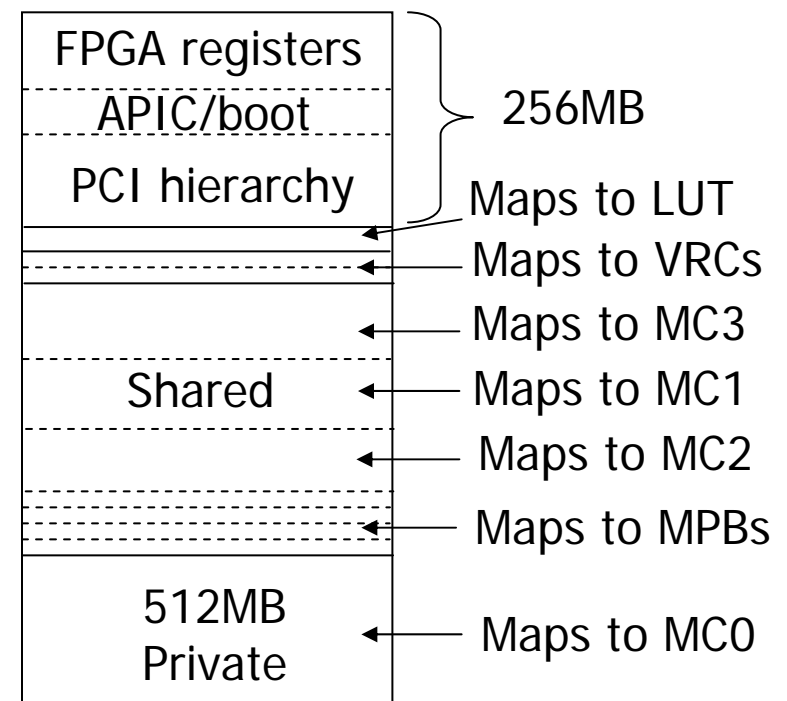 FPGA registers
APIC/boot
256MB
PCI hierarchy
Maps to LUT
Maps to VRCs
Maps to MC3
Shared
Maps to MC1
Maps to MC2
Maps to MPBs
512MB
Private
Maps to MC0